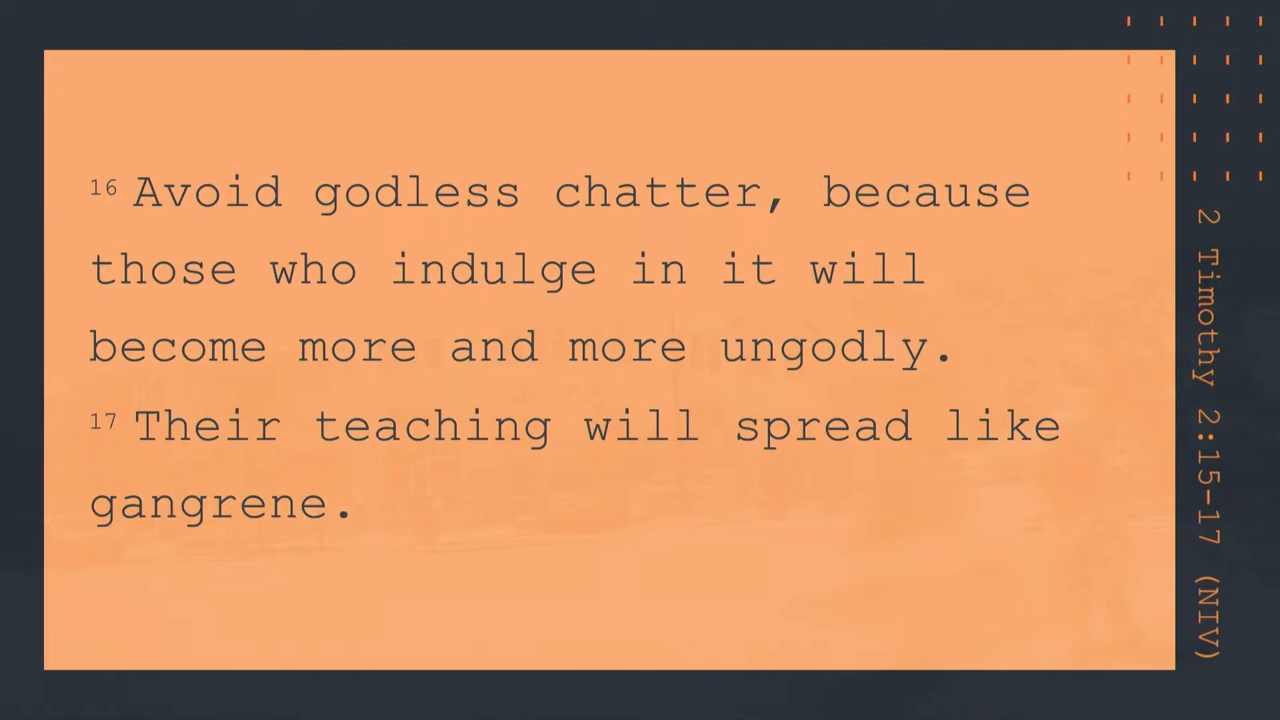 16 Avoid godless chatter, because
those who indulge in it will
become more and more ungodly.
17 Their teaching will spread like
gangrene.
2 Timothy 2:15-17 (NIV)